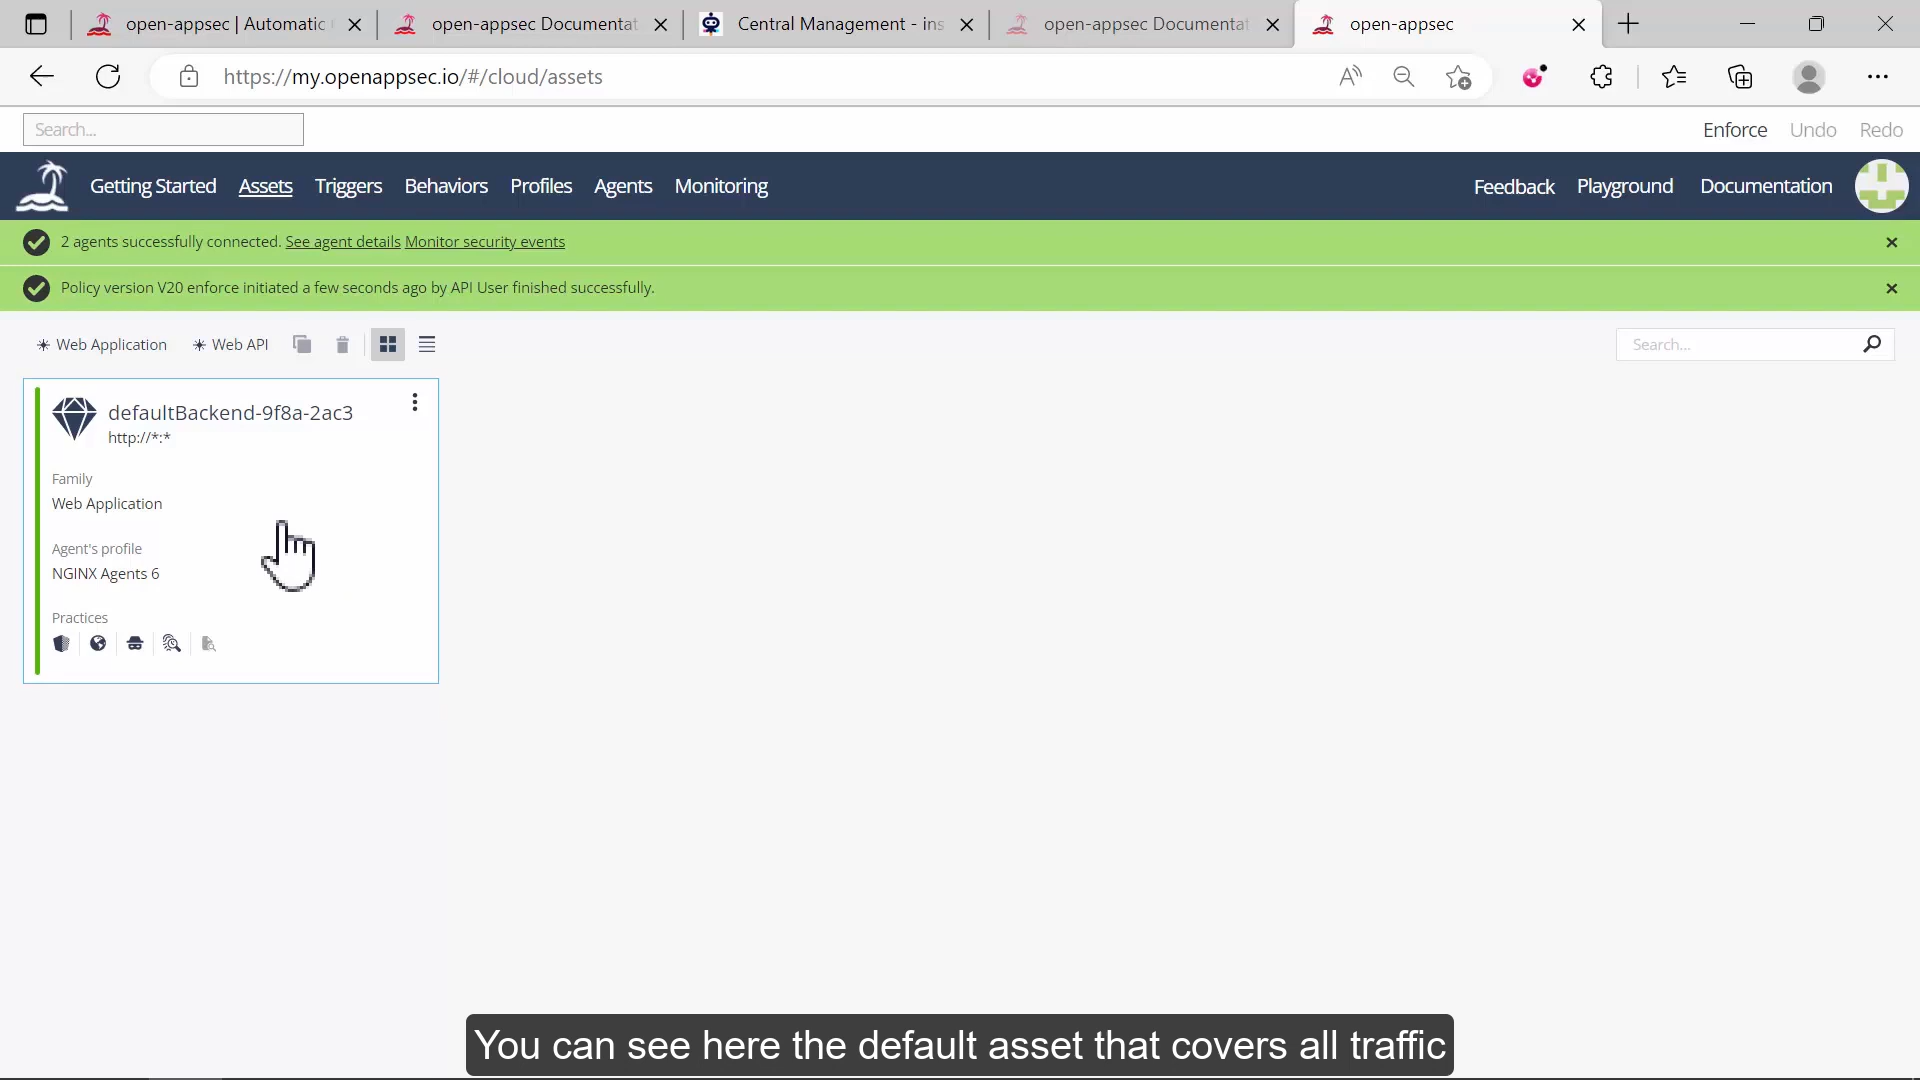 open-appsec | Automatic
open-appsec Documentat
Central Management - ins
open-appsec Documentat
open-appsec
https://my.openappsec.io/#/cloud/assets
Search...
Enforce Undo Redo
Getting Started Assets Triggers Behaviors Profiles Agents Monitoring
Feedback Playground Documentation
2 agents successfully connected. See agent details Monitor security events
Policy version V20 enforce initiated a few seconds ago by API User finished successfully.
Web Application Web API
Search...
defaultBackend-9f8a-2ac3
http://*:*
Family
Web Application
Agent's profile
NGINX Agents 6
Practices
You can see here the default asset that covers all traffic